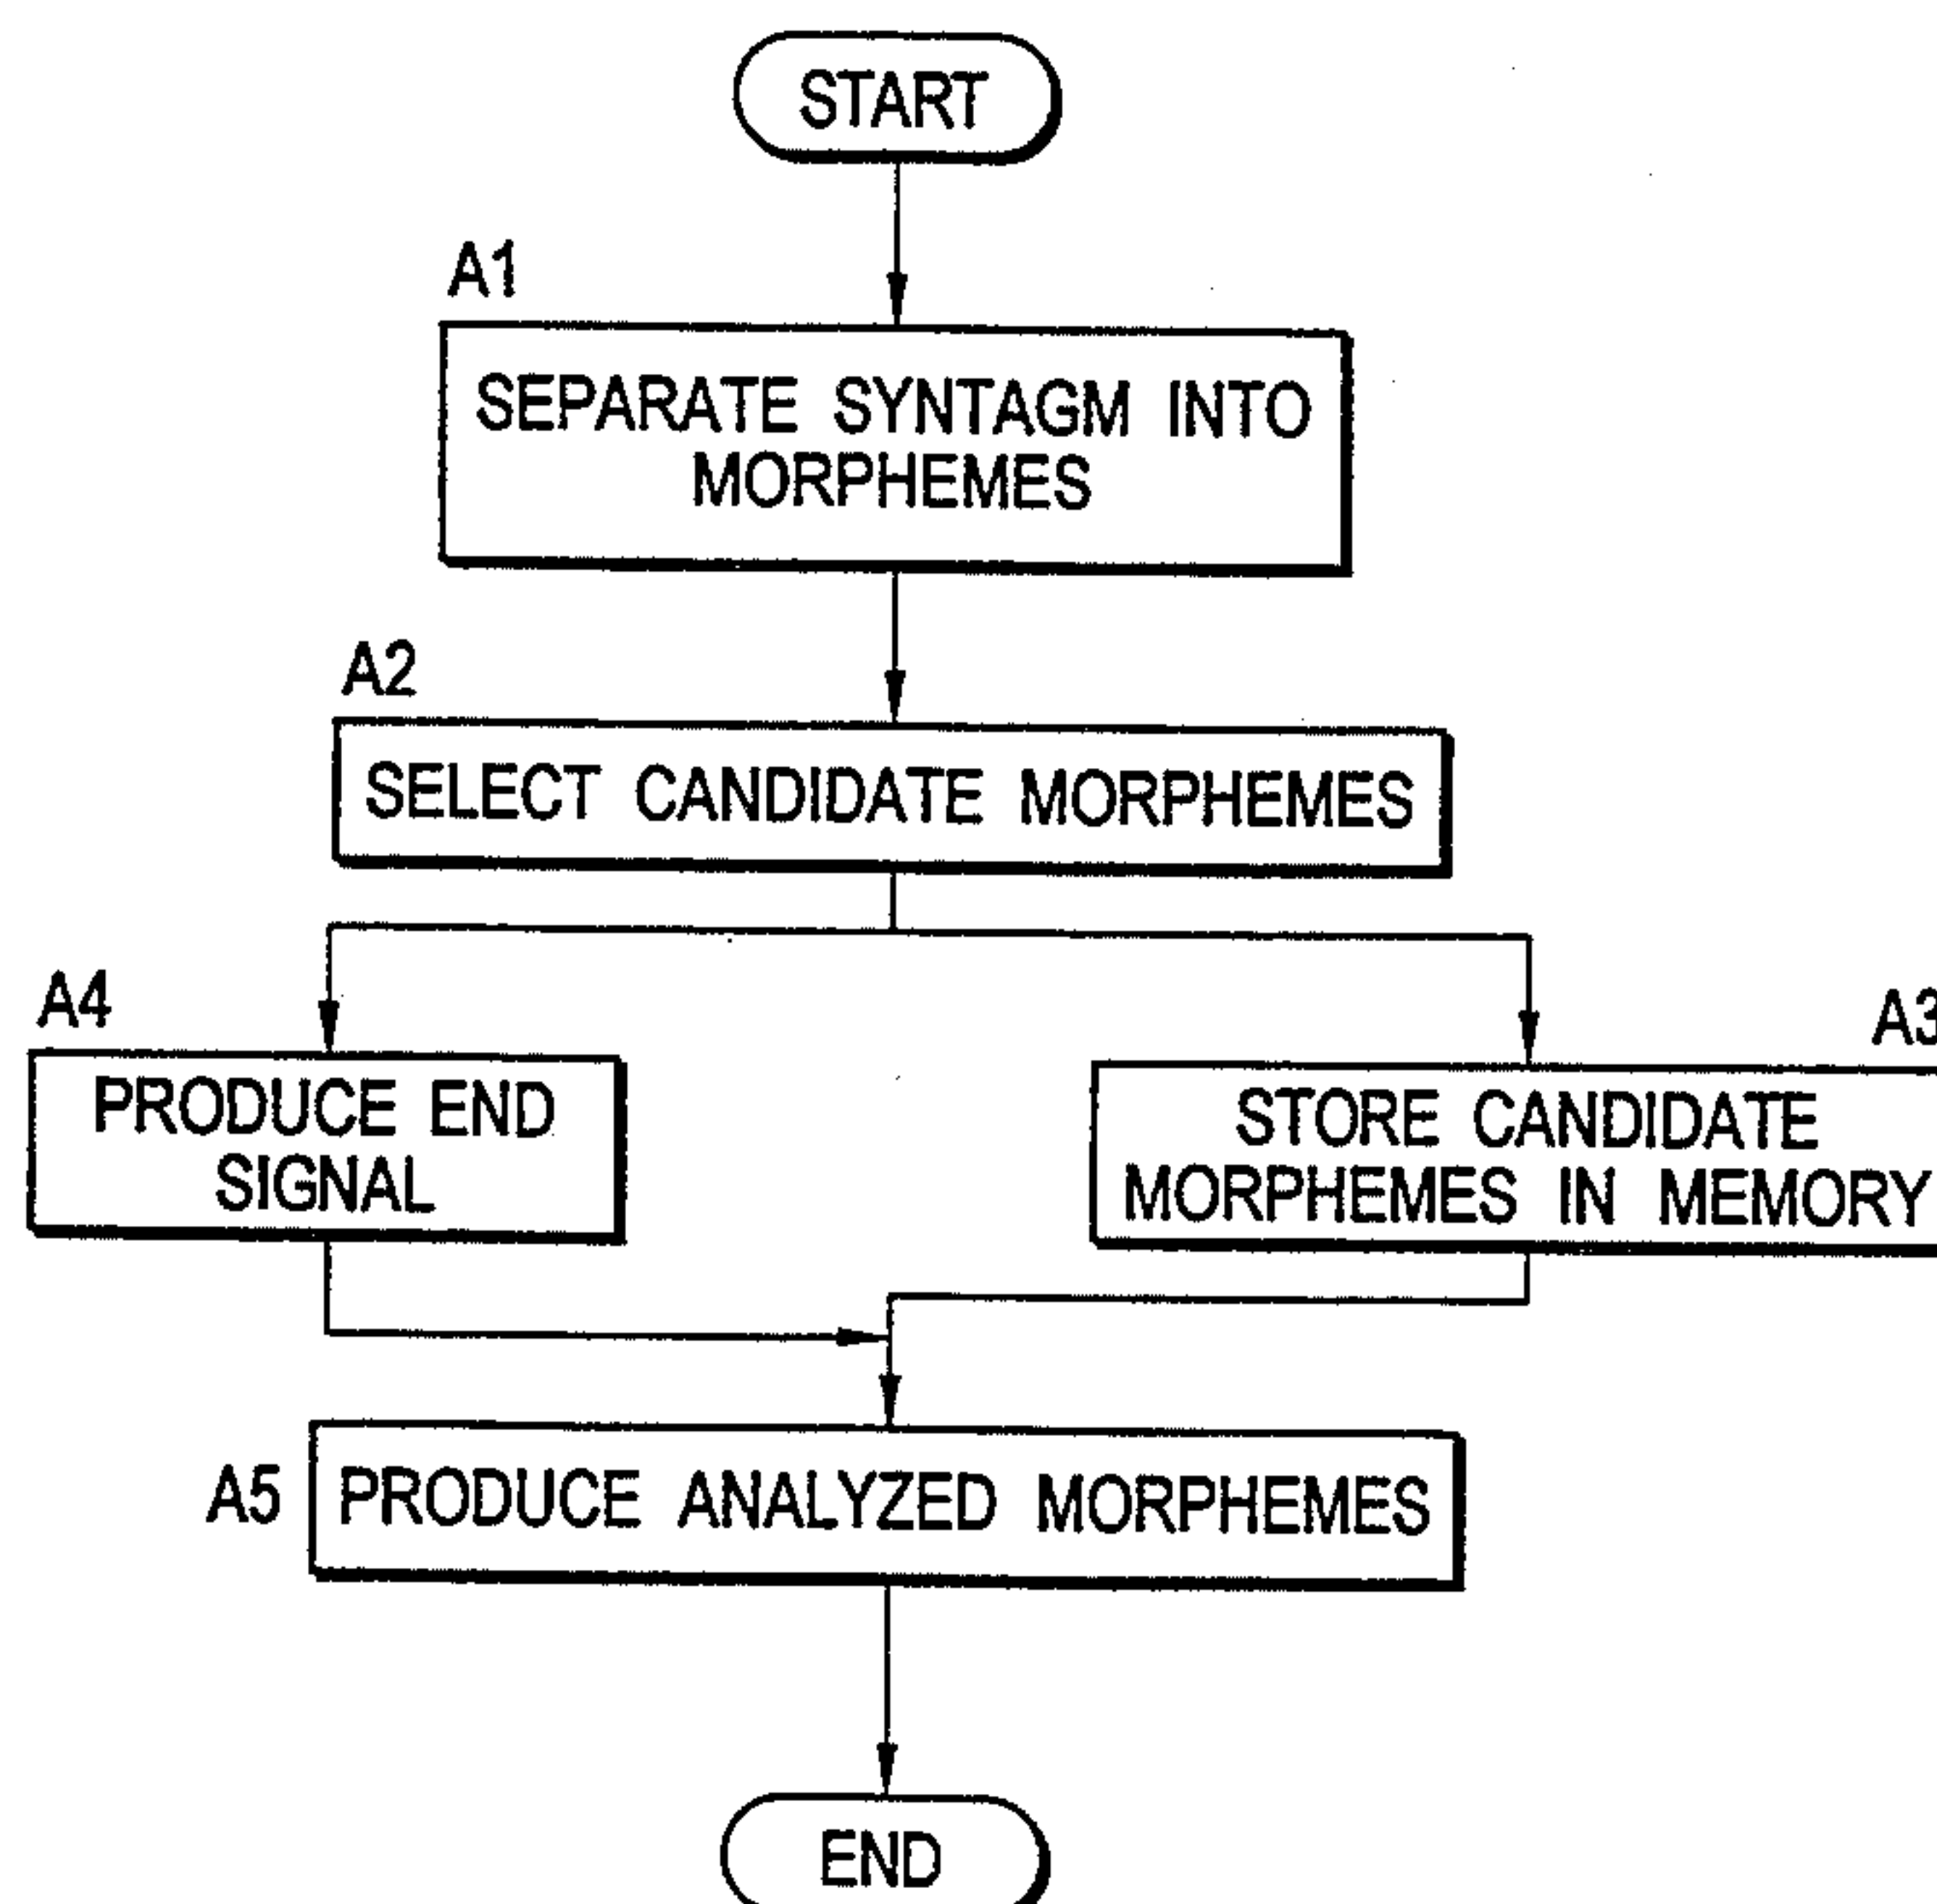 START
A1
SEPARATE SYNTAGM INTO
MORPHEMES
A2
SELECT CANDIDATE MORPHEMES
A4
PRODUCE END
SIGNAL
A3
STORE CANDIDATE
MORPHEMES IN MEMORY
A5
PRODUCE ANALYZED MORPHEMES
END